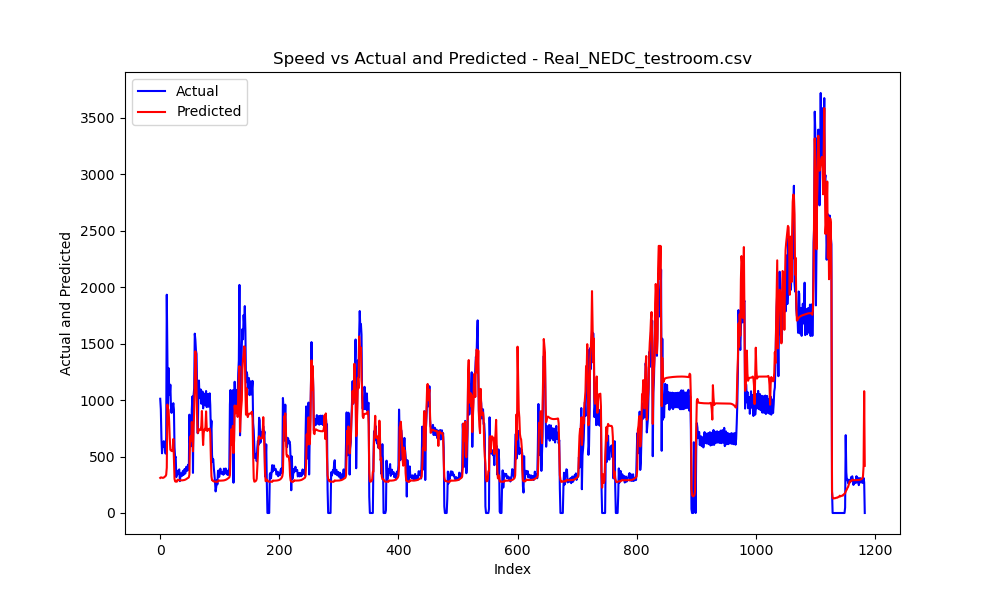 Speed vs Actual and Predicted - Real_NEDC_testroom.csv
Actual
Predicted
Actual and Predicted
3500
3000
2500
2000
1500
1000
500
0
0 200 400 600 800 1000 1200
Index